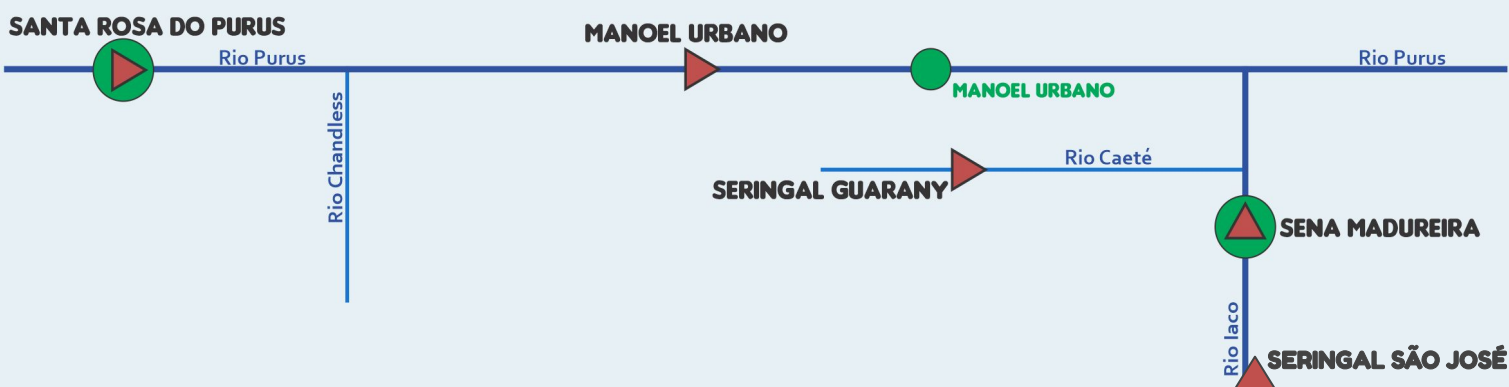 SANTA ROSA DO PURUS
MANOEL URBANO
Rio Purus
Rio Purus
MANOEL URBANO
Rio Chandless
Rio Caeté
SERINGAL GUARANY
SENA MADUREIRA
Rio Iaco
SERINGAL SÃO JOSÉ